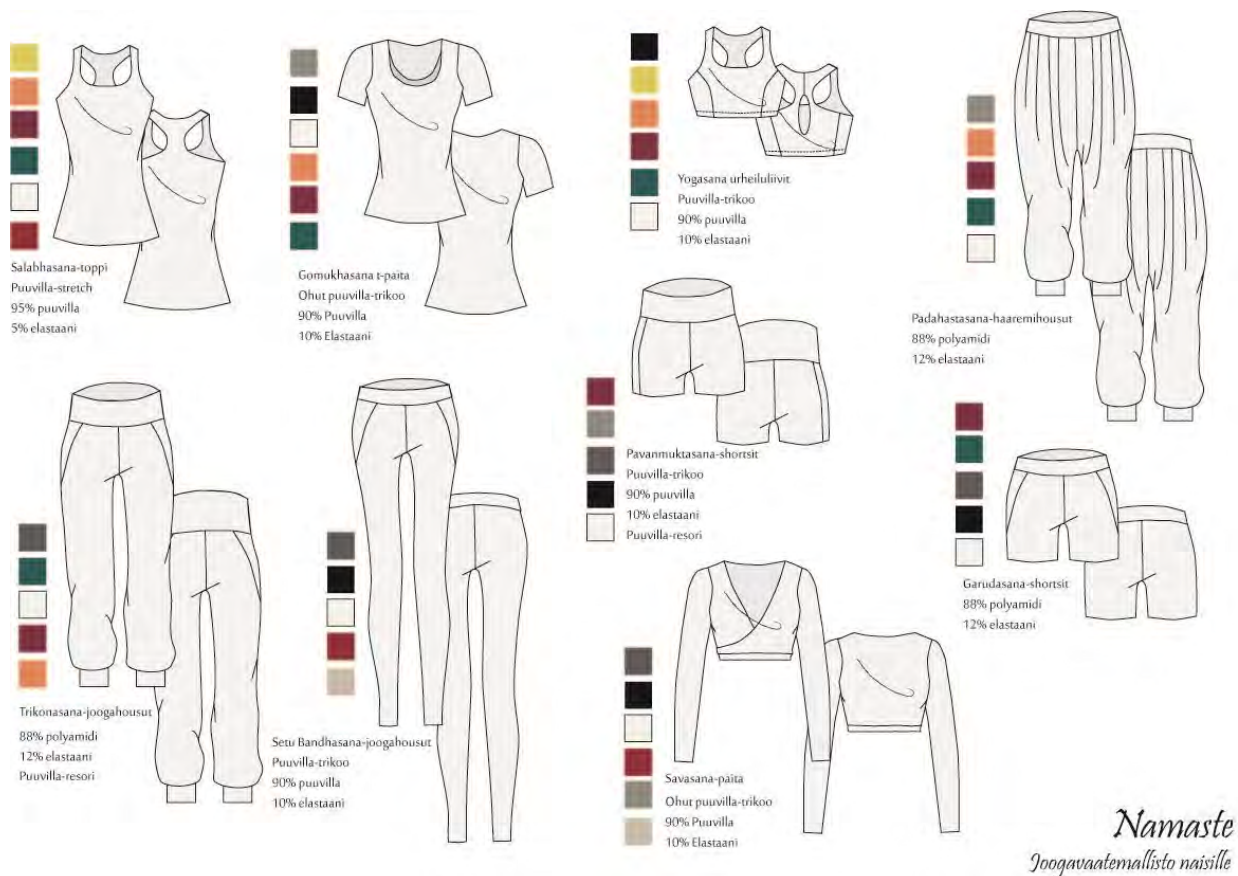 Salabhasana-toppi
Puuvilla-stretch
95% puuvilla
5% elastaani
Gomukhasana t-paita
Ohut puuvilla-trikoo
90% Puuvilla
10% Elastaani
Yogasana urheiluliivit
Puuvilla-trikoo
90% puuvilla
10% elastaani
Padahastasana-haaremihousut
88% polyamidi
12% elastaani
Trikonasana-joogahousut
88% polyamidi
12% elastaani
Puuvilla-resori
Setu Bandhasana-joogahousut
Puuvilla-trikoo
90% puuvilla
10% elastaani
Pavanmuktasana-shortsit
Puuvilla-trikoo
90% puuvilla
10% elastaani
Puuvilla-resori
Garudasana-shortsit
88% polyamidi
12% elastaani
Savasana-paita
Ohut puuvilla-trikoo
90% Puuvilla
10% Elastaani
Namaste
Joogavaatemallisto naisille